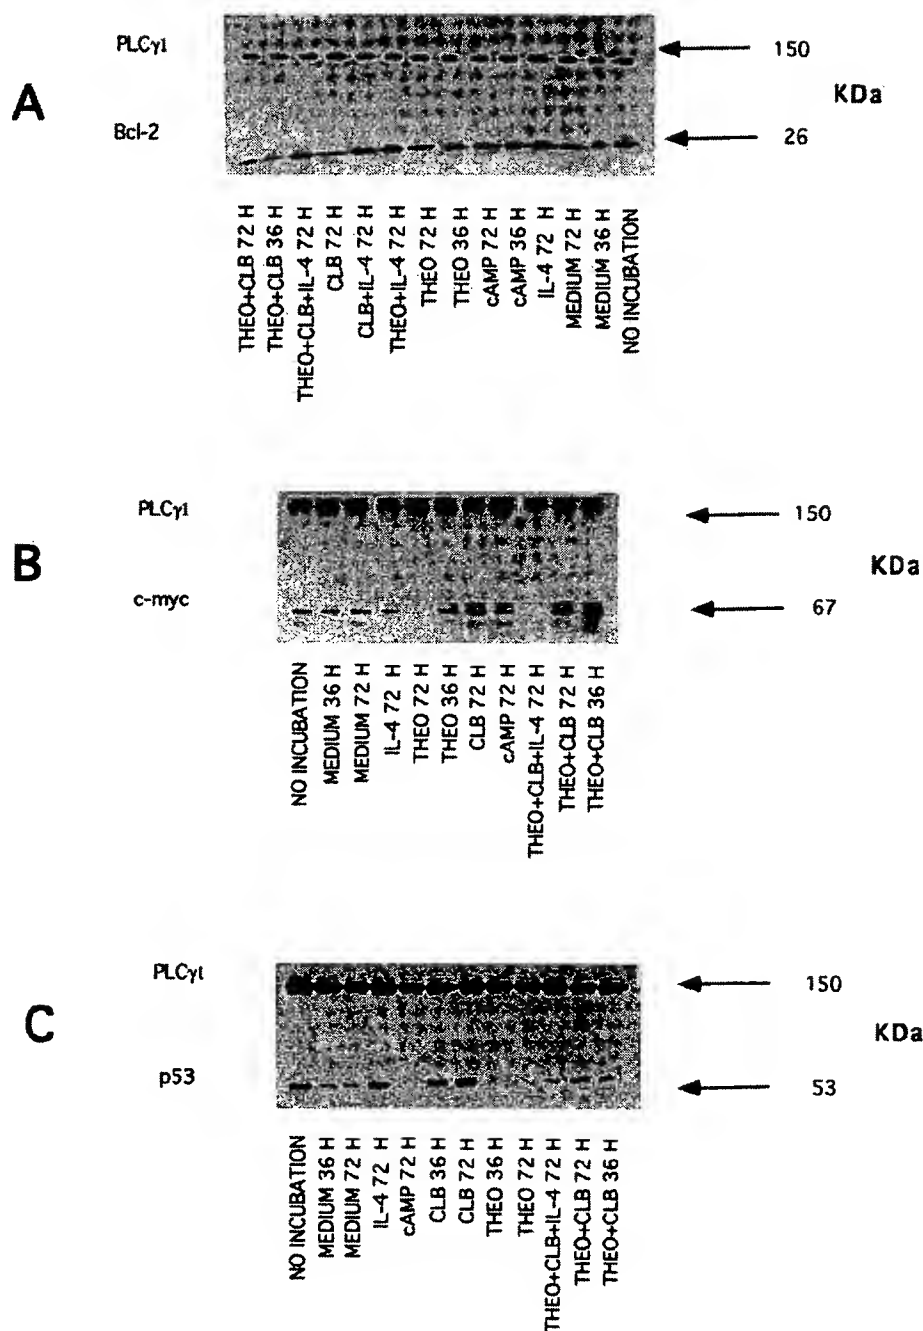 PLCγ1
150
A
KDa
Bcl-2
26
THEO+CLB 72 H
THEO+CLB 36 H
THEO+CLB+IL-4 72 H
CLB 72 H
CLB+IL-4 72 H
THEO+IL-4 72 H
THEO 72 H
THEO 36 H
cAMP 72 H
cAMP 36 H
IL-4 72 H
MEDIUM 72 H
MEDIUM 36 H
NO INCUBATION
PLCγ1
150
B
KDa
c-myc
67
NO INCUBATION
MEDIUM 36 H
MEDIUM 72 H
IL-4 72 H
THEO 72 H
THEO 36 H
CLB 72 H
cAMP 72 H
THEO+CLB+IL-4 72 H
THEO+CLB 72 H
THEO+CLB 36 H
PLCγ1
150
C
KDa
p53
53
NO INCUBATION
MEDIUM 36 H
MEDIUM 72 H
IL-4 72 H
cAMP 72 H
CLB 36 H
CLB 72 H
THEO 36 H
THEO 72 H
THEO+CLB+IL-4 72 H
THEO+CLB 72 H
THEO+CLB 36 H